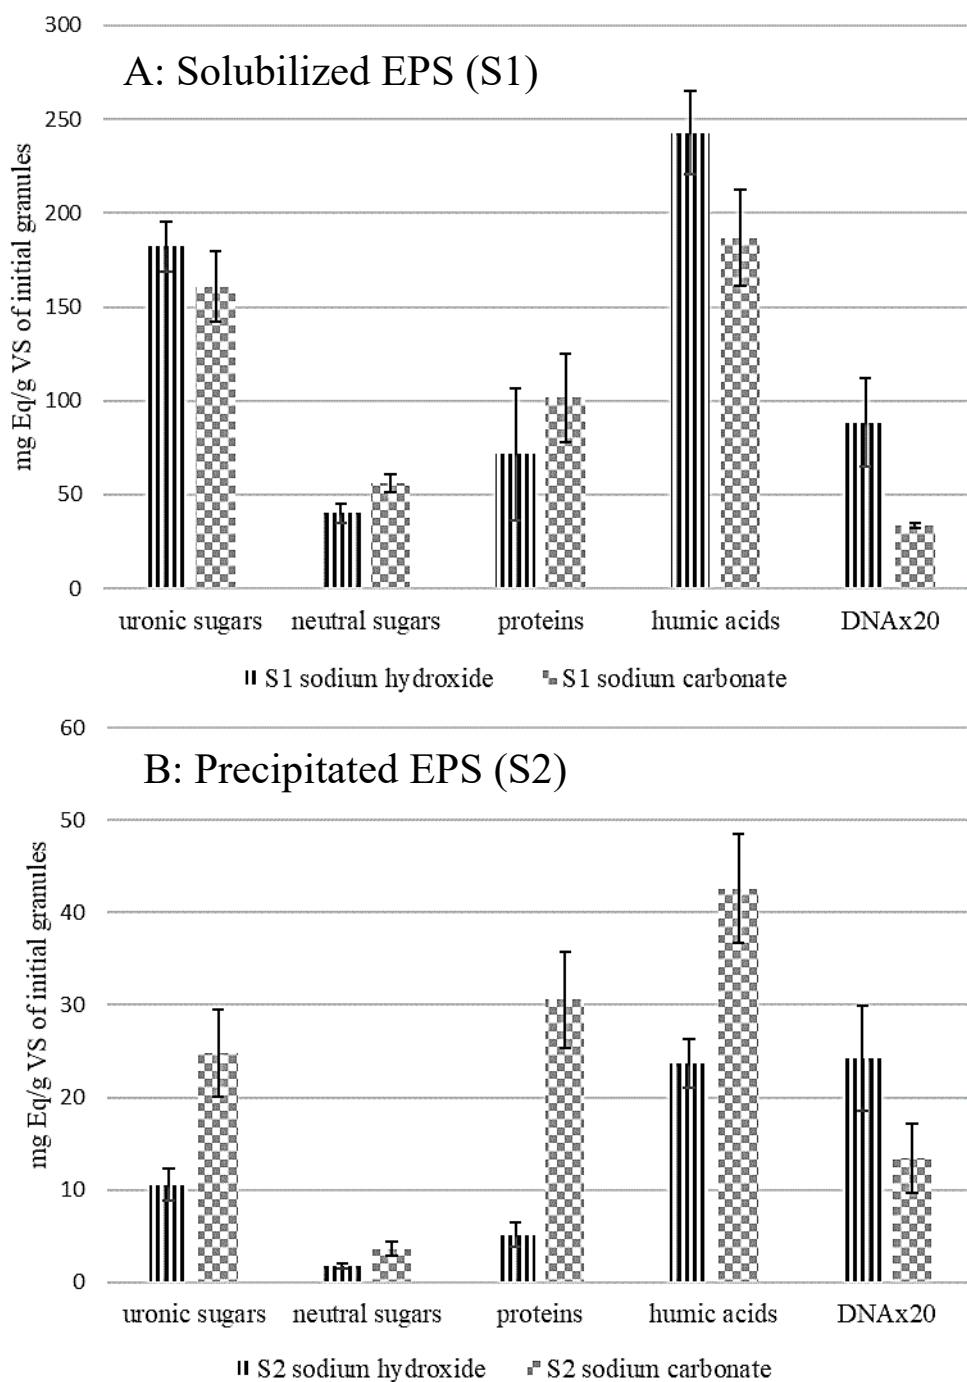 300
A: Solubilized EPS (S1)
250
200
150
100
50
0
mg Eq/g VS of initial granules
uronic sugars neutral sugars proteins humic acids DNAx20
S1 sodium hydroxide S1 sodium carbonate
60
B: Precipitated EPS (S2)
50
40
30
20
10
0
mg Eq/g VS of initial granules
uronic sugars neutral sugars proteins humic acids DNAx20
S2 sodium hydroxide S2 sodium carbonate